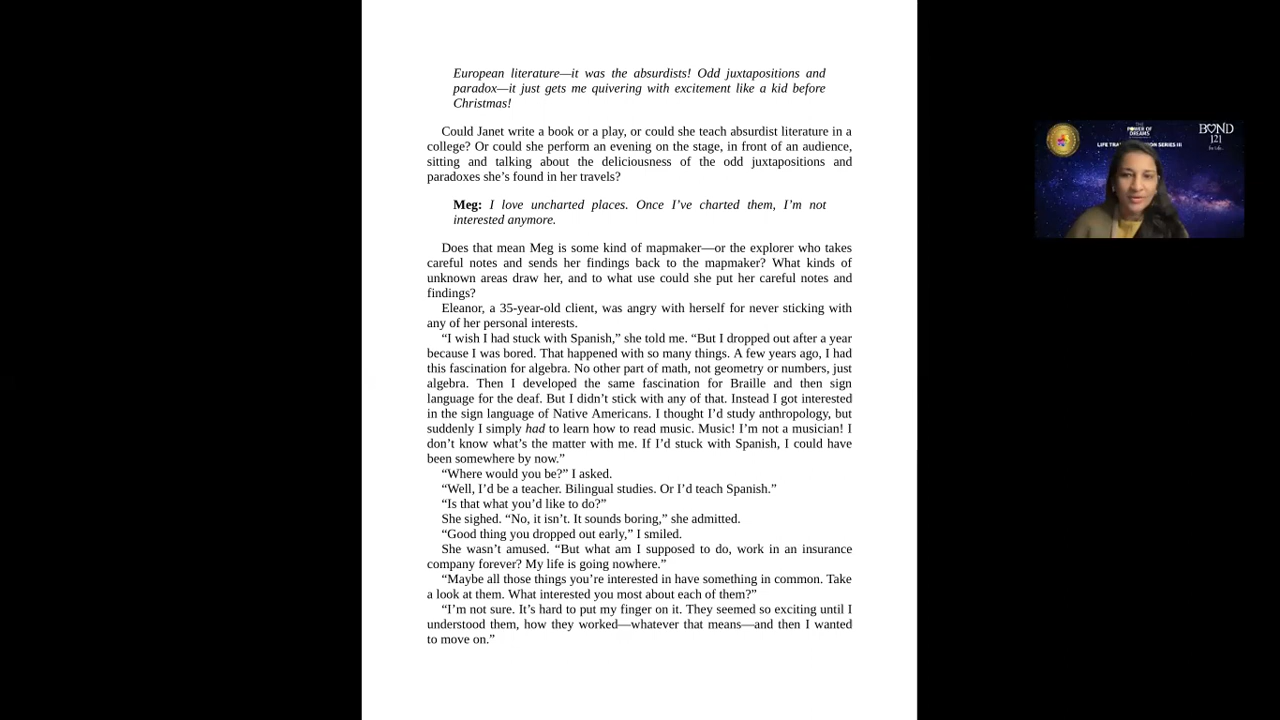 European literature—it was the absurdists! Odd juxtapositions and
paradox—it just gets me quivering with excitement like a kid before
Christmas!
Could Janet write a book or a play, or could she teach absurdist literature in a
college? Or could she perform an evening on the stage, in front of an audience,
sitting and talking about the deliciousness of the odd juxtapositions and
paradoxes she’s found in her travels?
Meg: I love uncharted places. Once I’ve charted them, I’m not
interested anymore.
Does that mean Meg is some kind of mapmaker—or the explorer who takes
careful notes and sends her findings back to the mapmaker? What kinds of
unknown areas draw her, and to what use could she put her careful notes and
findings?
Eleanor, a 35-year-old client, was angry with herself for never sticking with
any of her personal interests.
“I wish I had stuck with Spanish,” she told me. “But I dropped out after a year
because I was bored. That happened with so many things. A few years ago, I had
this fascination for algebra. No other part of math, not geometry or numbers, just
algebra. Then I developed the same fascination for Braille and then sign
language for the deaf. But I didn’t stick with any of that. Instead I got interested
in the sign language of Native Americans. I thought I’d study anthropology, but
suddenly I simply had to learn how to read music. Music! I’m not a musician! I
don’t know what’s the matter with me. If I’d stuck with Spanish, I could have
been somewhere by now.”
“Where would you be?” I asked.
“Well, I’d be a teacher. Bilingual studies. Or I’d teach Spanish.”
“Is that what you’d like to do?”
She sighed. “No, it isn’t. It sounds boring,” she admitted.
“Good thing you dropped out early,” I smiled.
She wasn’t amused. “But what am I supposed to do, work in an insurance
company forever? My life is going nowhere.”
“Maybe all those things you’re interested in have something in common. Take
a look at them. What interested you most about each of them?”
“I’m not sure. It’s hard to put my finger on it. They seemed so exciting until I
understood them, how they worked—whatever that means—and then I wanted
to move on.”
THE
POWER OF
DREAMS
BOND
121
LIFE
SERIES III